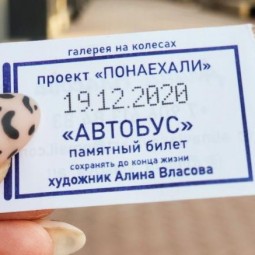 галерея на колесах
проект «ПОНАЕХАЛИ»
19.12.2020
«АВТОБУС»
памятный билет
сохранять до конца жизни
художник Алина Власова